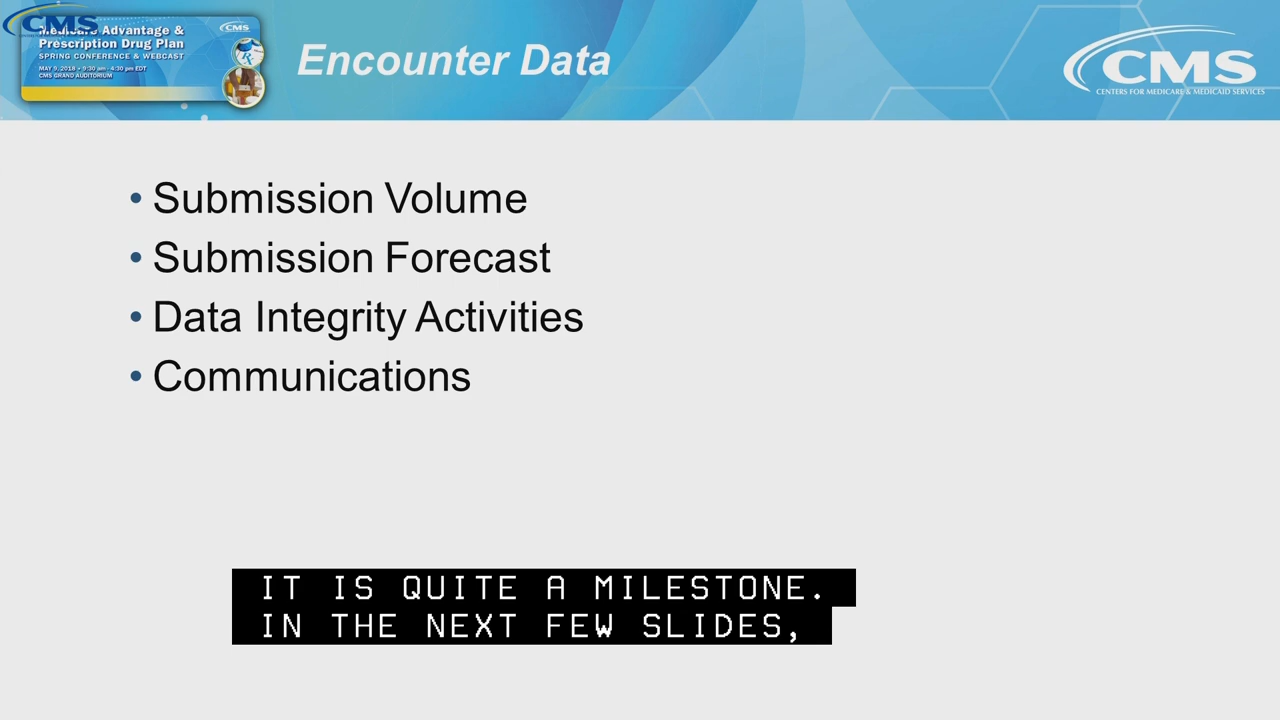 CMS
Medicare Advantage &
Prescription Drug Plan
SPRING CONFERENCE & WEBCAST
MAY 9, 2018 • 9:30 am - 4:30 pm EDT
CMS GRAND AUDITORIUM
CMS
Encounter Data
CMS
CENTERS FOR MEDICARE & MEDICAID SERVICES
• Submission Volume
• Submission Forecast
• Data Integrity Activities
• Communications
IT IS QUITE A MILESTONE.
IN THE NEXT FEW SLIDES,